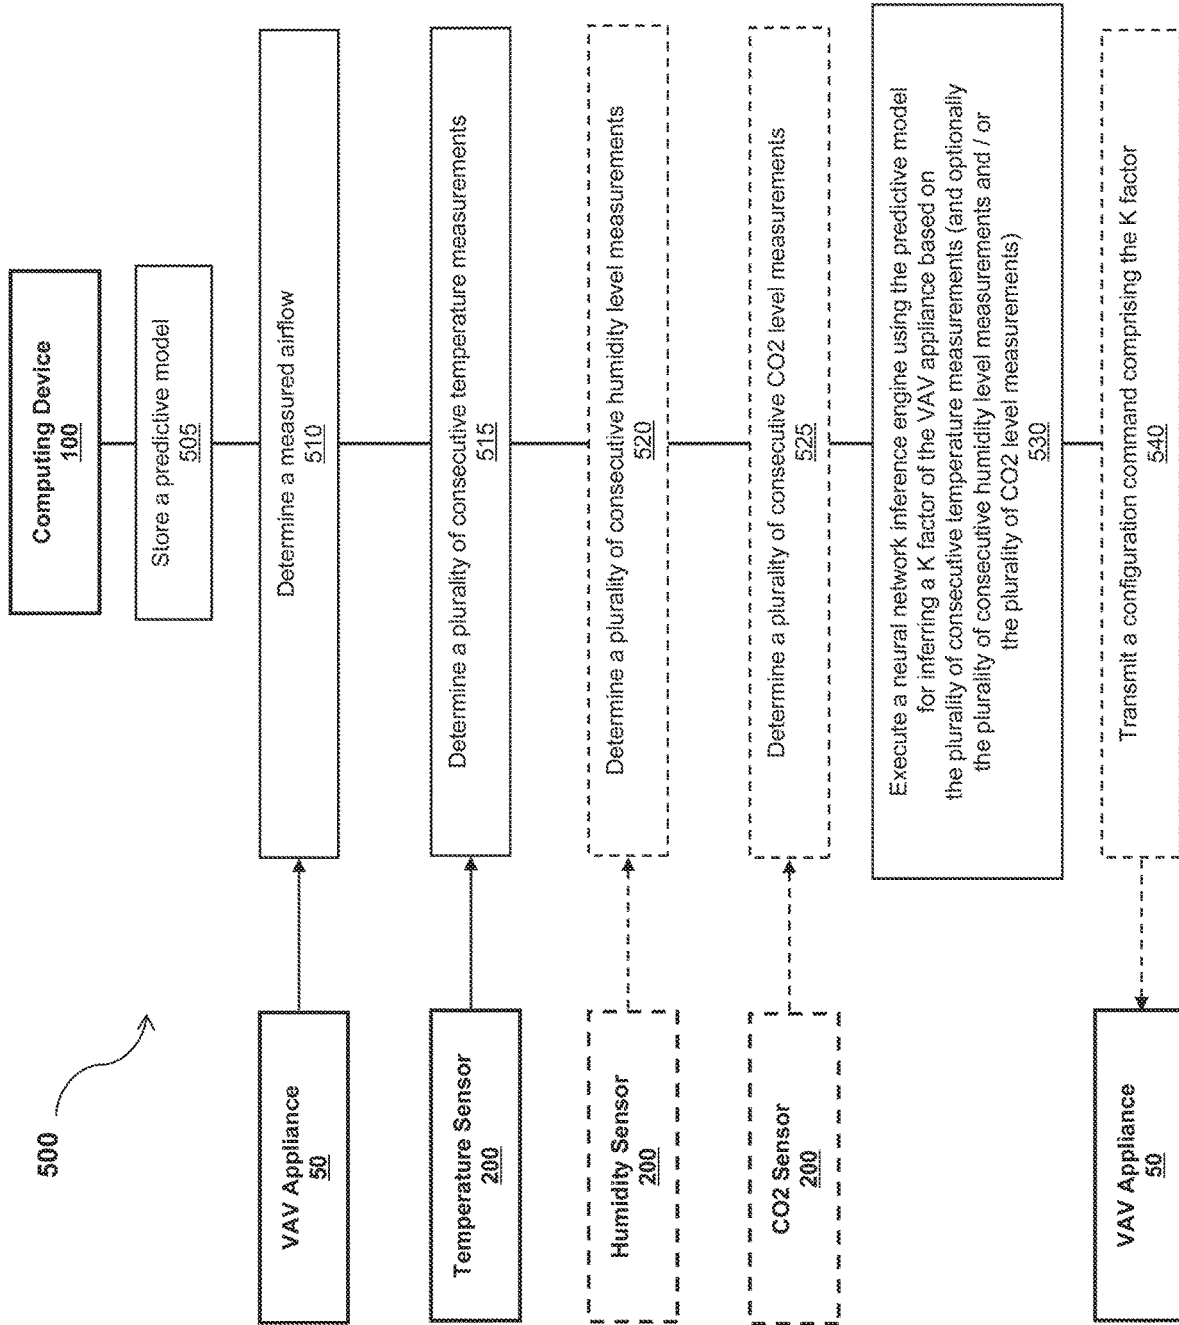 500
Computing Device
100
Store a predictive model
505
VAV Appliance
50
Determine a measured airflow
510
Temperature Sensor
200
Determine a plurality of consecutive temperature measurements
515
Humidity Sensor
200
Determine a plurality of consecutive humidity level measurements
520
CO2 Sensor
200
Determine a plurality of consecutive CO2 level measurements
525
Execute a neural network inference engine using the predictive model
for inferring a K factor of the VAV appliance based on
the plurality of consecutive temperature measurements (and optionally
the plurality of consecutive humidity level measurements and / or
the plurality of CO2 level measurements)
530
VAV Appliance
50
Transmit a configuration command comprising the K factor
540